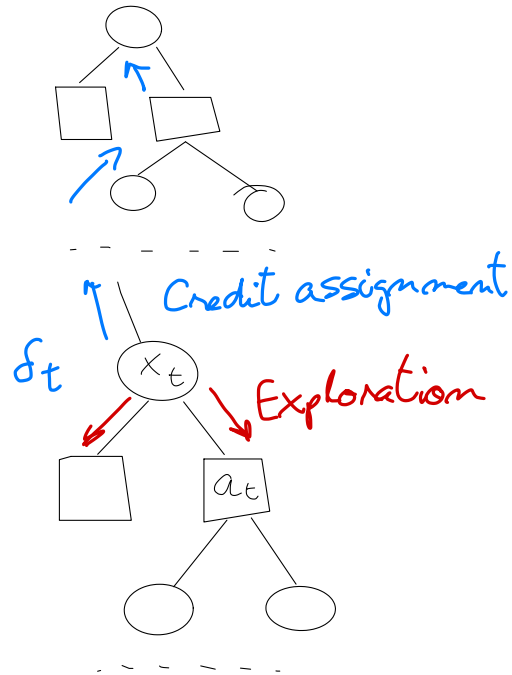 Credit assignment
δt
xt
Exploration
at